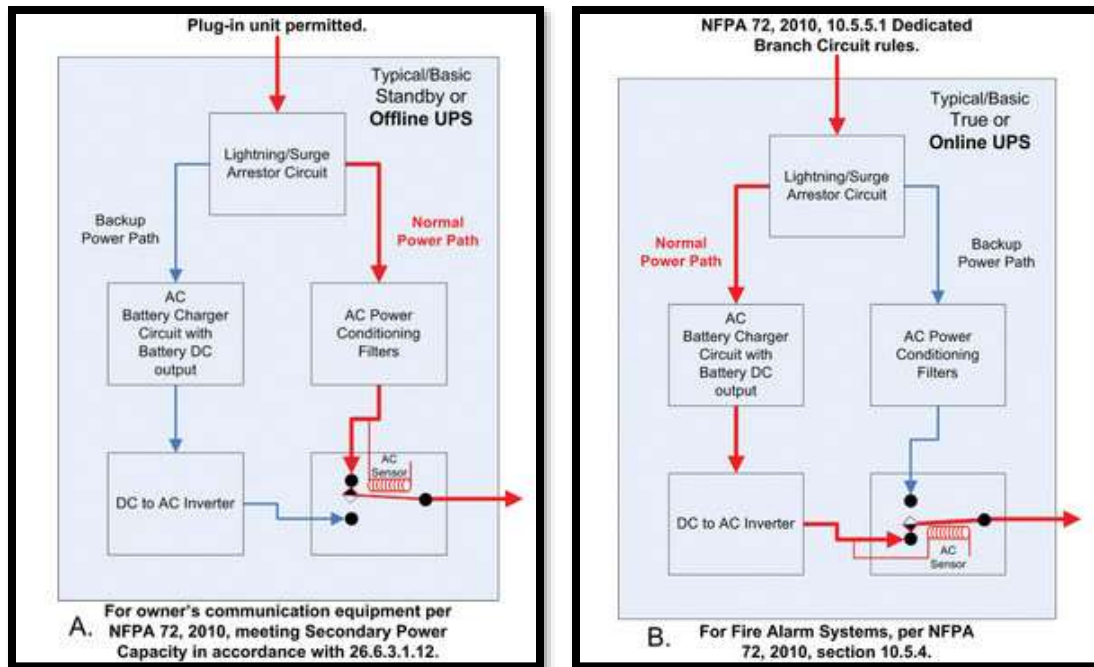 Plug-in unit permitted.
Typical/Basic
Standby or
Offline UPS
Lightning/Surge
Arrestor Circuit
Backup
Power Path
Normal
Power Path
AC
Battery Charger
Circuit with
Battery DC
output
AC Power
Conditioning
Filters
AC
Sensor
DC to AC Inverter
A.
For owner's communication equipment per
NFPA 72, 2010, meeting Secondary Power
Capacity in accordance with 26.6.3.1.12.
NFPA 72, 2010, 10.5.5.1 Dedicated
Branch Circuit rules.
Typical/Basic
True or
Online UPS
Lightning/Surge
Arrestor Circuit
Normal
Power Path
Backup
Power Path
AC
Battery Charger
Circuit with
Battery DC
output
AC Power
Conditioning
Filters
DC to AC Inverter
AC
Sensor
B.
For Fire Alarm Systems, per NFPA
72, 2010, section 10.5.4.